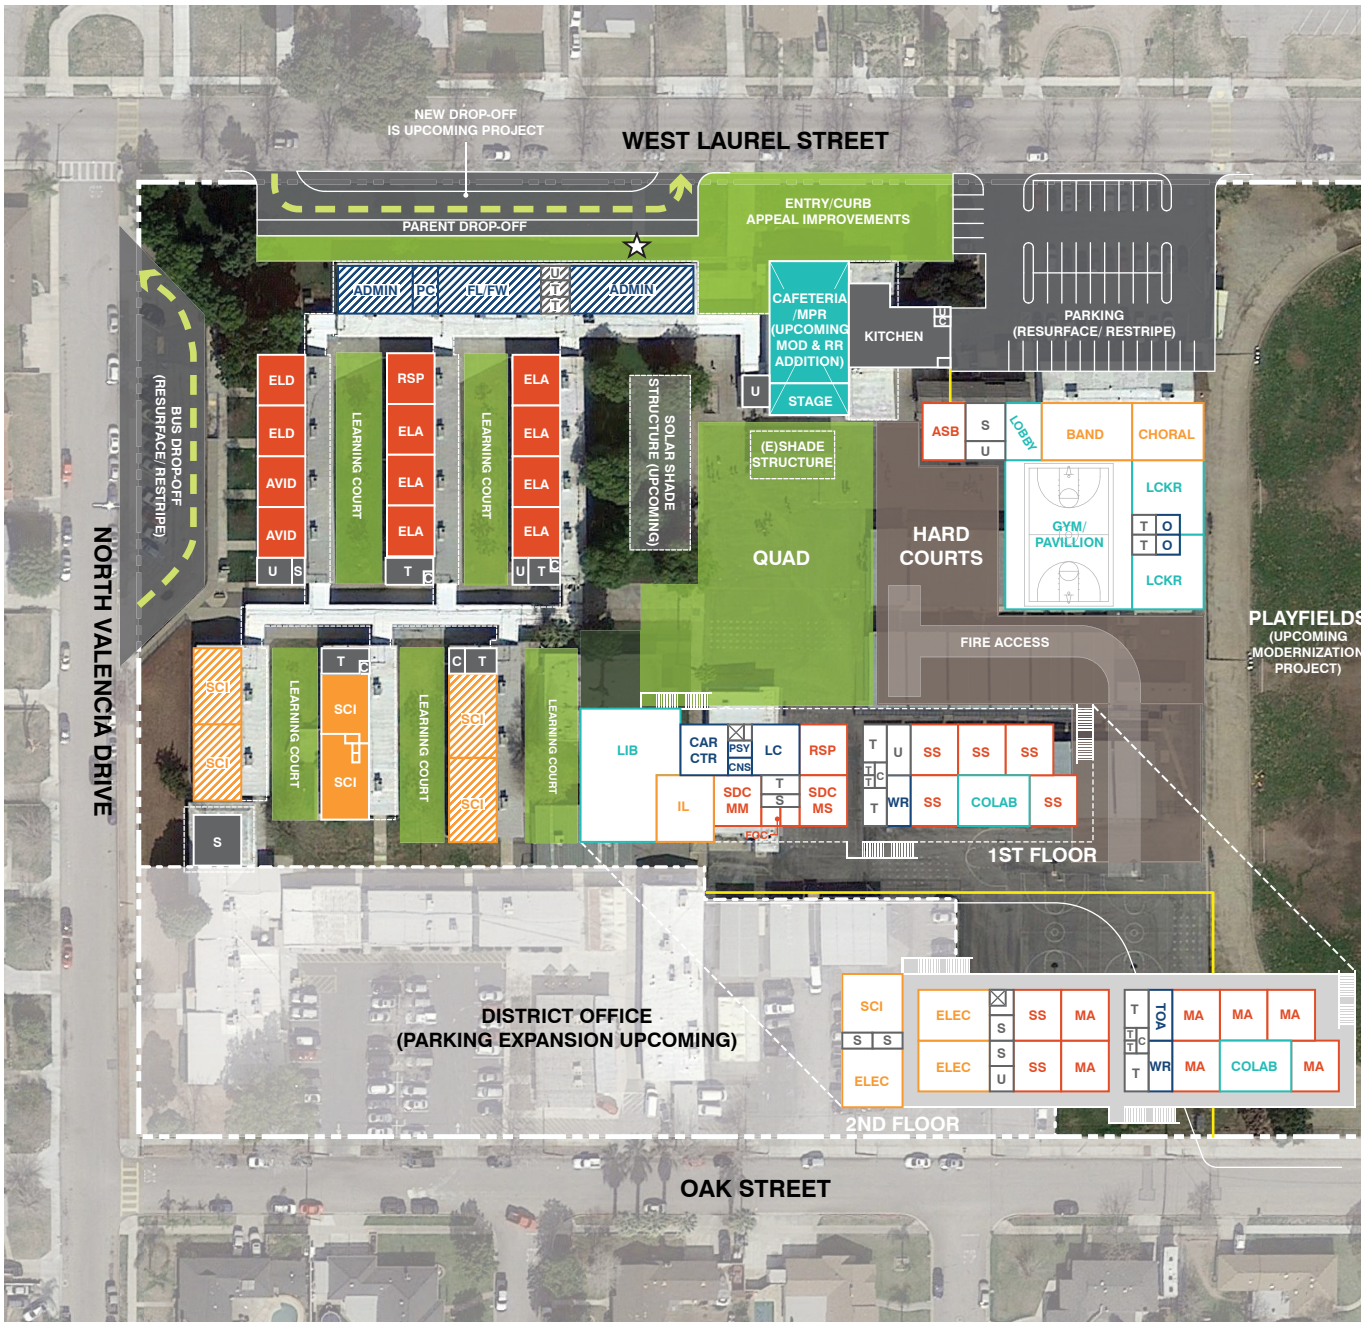 NEW DROP-OFF
IS UPCOMING PROJECT
WEST LAUREL STREET
ENTRY/CURB
APPEAL IMPROVEMENTS
PARENT DROP-OFF
ADMIN
PC
FL/FW
U
T
U
ADMIN
CAFETERIA
/MPR
(UPCOMING
MOD & RR
ADDITION)
STAGE
U
KITCHEN
U
C
PARKING
(RESURFACE/ RESTRIPE)
BUS DROP-OFF
(RESURFACE/ RESTRIPE)
ELD
ELD
AVID
AVID
U
S
LEARNING COURT
RSP
ELA
ELA
ELA
T
C
LEARNING COURT
ELA
ELA
ELA
ELA
U
T
C
SOLAR SHADE
STRUCTURE (UPCOMING)
(E)SHADE
STRUCTURE
QUAD
HARD
COURTS
ASB
S
U
LOBBY
BAND
CHORAL
GYM/
PAVILLION
LCKR
T
O
T
O
LCKR
FIRE ACCESS
PLAYFIELDS
(UPCOMING
MODERNIZATION
PROJECT)
NORTH VALENCIA DRIVE
SCI
SCI
S
LEARNING COURT
T
C
SCI
SCI
LEARNING COURT
C
T
SCI
SCI
LEARNING COURT
LIB
CAR
CTR
PSY
CNS
LC
RSP
IL
SDC
MM
T
S
SDC
MS
EOC
T
U
SS
SS
SS
T
T
C
T
WR
SS
COLAB
SS
1ST FLOOR
DISTRICT OFFICE
(PARKING EXPANSION UPCOMING)
SCI
S
S
ELEC
ELEC
S
SS
MA
ELEC
S
U
SS
MA
T
TOA
MA
MA
MA
T
T
C
T
WR
MA
COLAB
MA
2ND FLOOR
OAK STREET